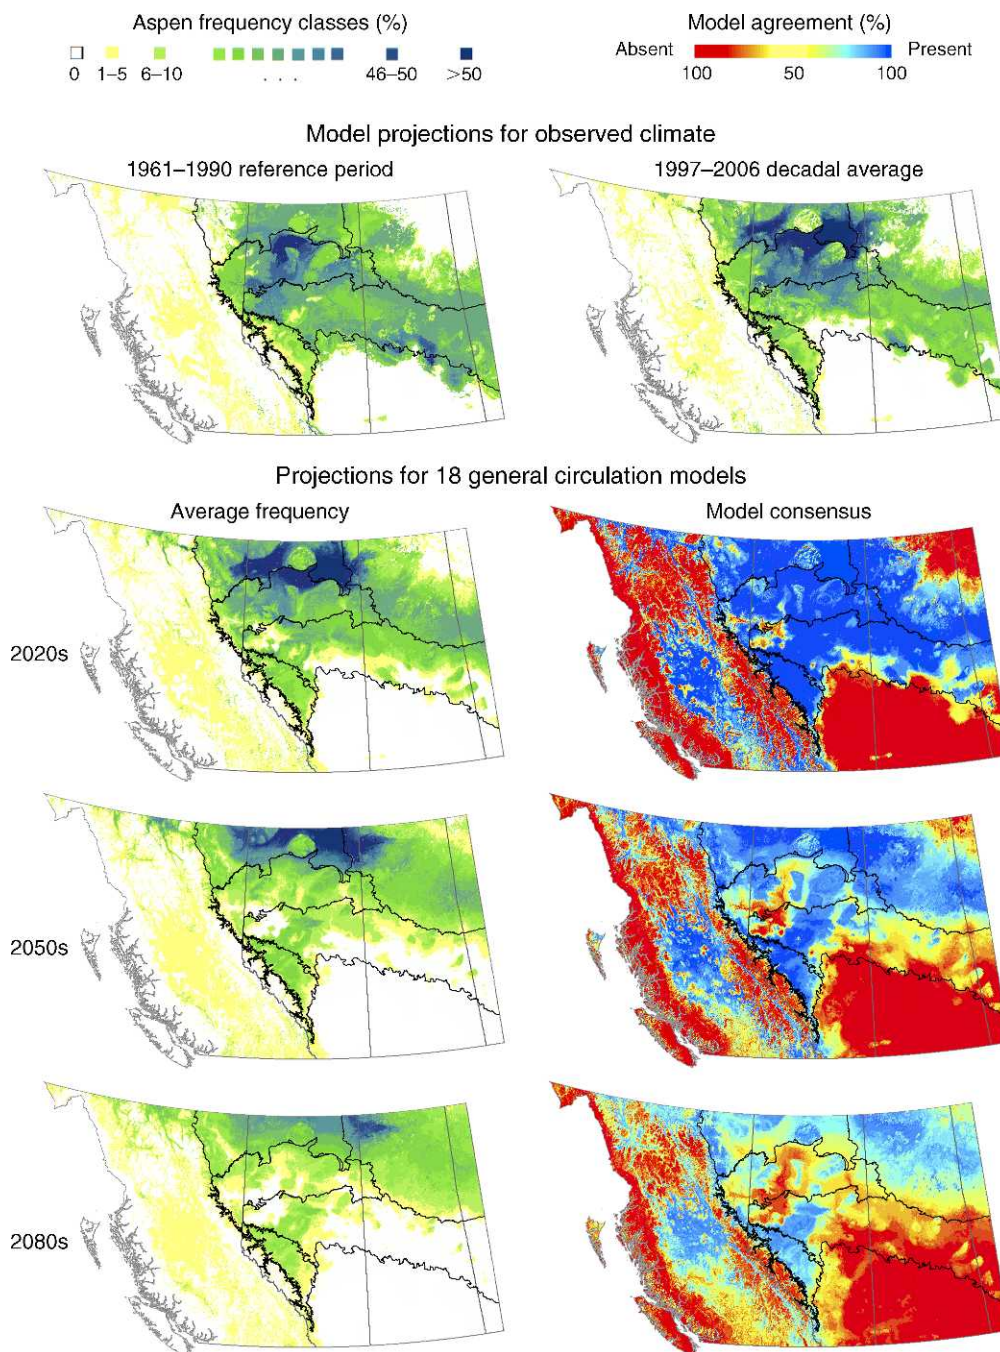 Aspen frequency classes (%)
0 1–5 6–10 . . . 46–50 >50
Model agreement (%)
Absent Present
100 50 100
Model projections for observed climate
1961–1990 reference period
1997–2006 decadal average
Projections for 18 general circulation models
Average frequency
Model consensus
2020s
2050s
2080s